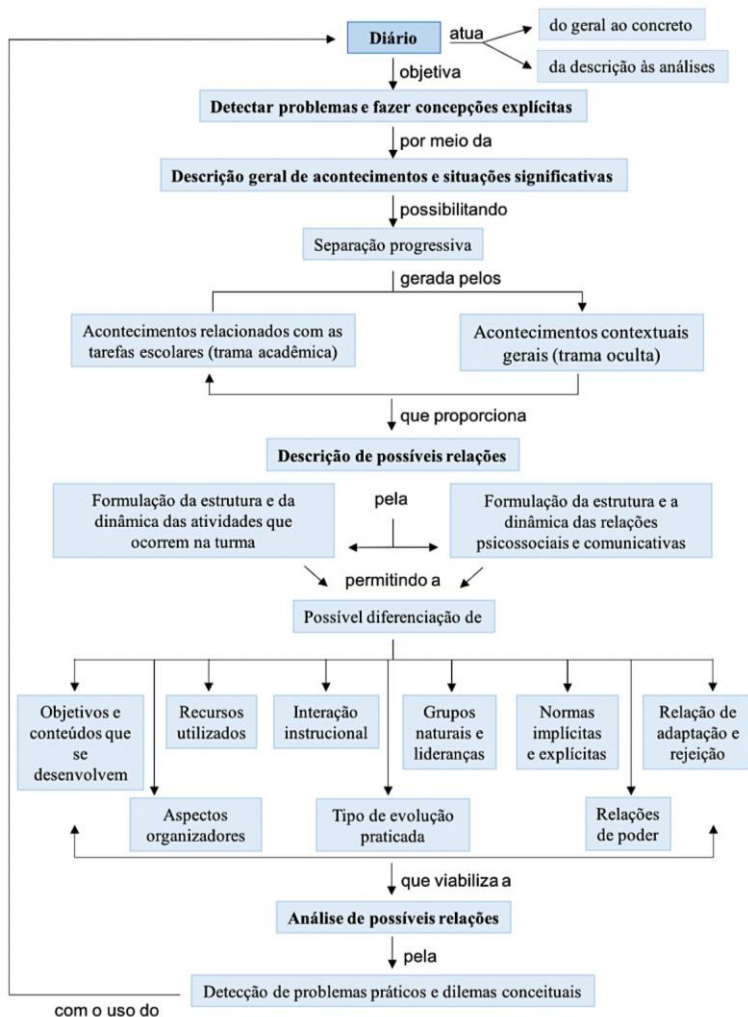 Diário
atua
do geral ao concreto
da descrição às análises
objetiva
Detectar problemas e fazer concepções explícitas
por meio da
Descrição geral de acontecimentos e situações significativas
possibilitando
Separação progressiva
gerada pelos
Acontecimentos relacionados com as
tarefas escolares (trama acadêmica)
Acontecimentos contextuais
gerais (trama oculta)
que proporciona
Descrição de possíveis relações
Formulação da estrutura e da
dinâmica das atividades que
ocorrem na turma
pela
Formulação da estrutura e a
dinâmica das relações
psicossociais e comunicativas
permitindo a
Possível diferenciação de
Objetivos e
conteúdos que
se
desenvolvem
Recursos
utilizados
Interação
instrucional
Grupos
naturais e
lideranças
Normas
implícitas
e explícitas
Relação de
adaptação e
rejeição
Aspectos
organizadores
Tipo de evolução
praticada
Relações
de poder
que viabiliza a
Análise de possíveis relações
pela
Detecção de problemas práticos e dilemas conceituais
com o uso do